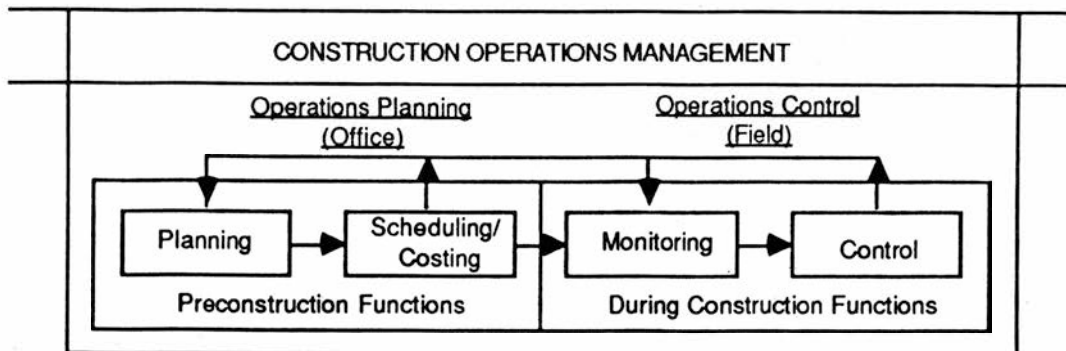 CONSTRUCTION OPERATIONS MANAGEMENT
Operations Planning
(Office)
Operations Control
(Field)
Planning
Scheduling/
Costing
Monitoring
Control
Preconstruction Functions
During Construction Functions